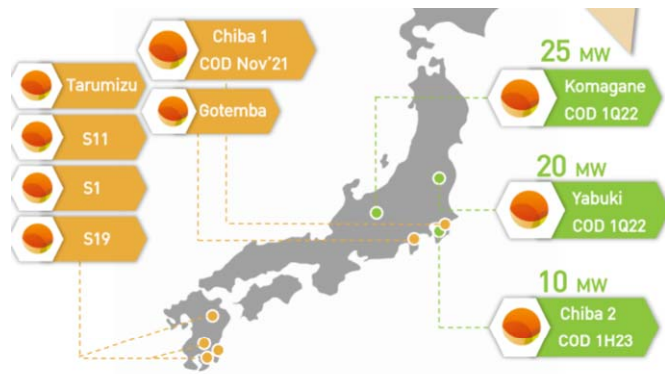 Tarumizu
S11
S1
S19
Chiba 1
COD Nov'21
Gotemba
25 MW
Komagane
COD 1Q22
20 MW
Yabuki
COD 1Q22
10 MW
Chiba 2
COD 1H23